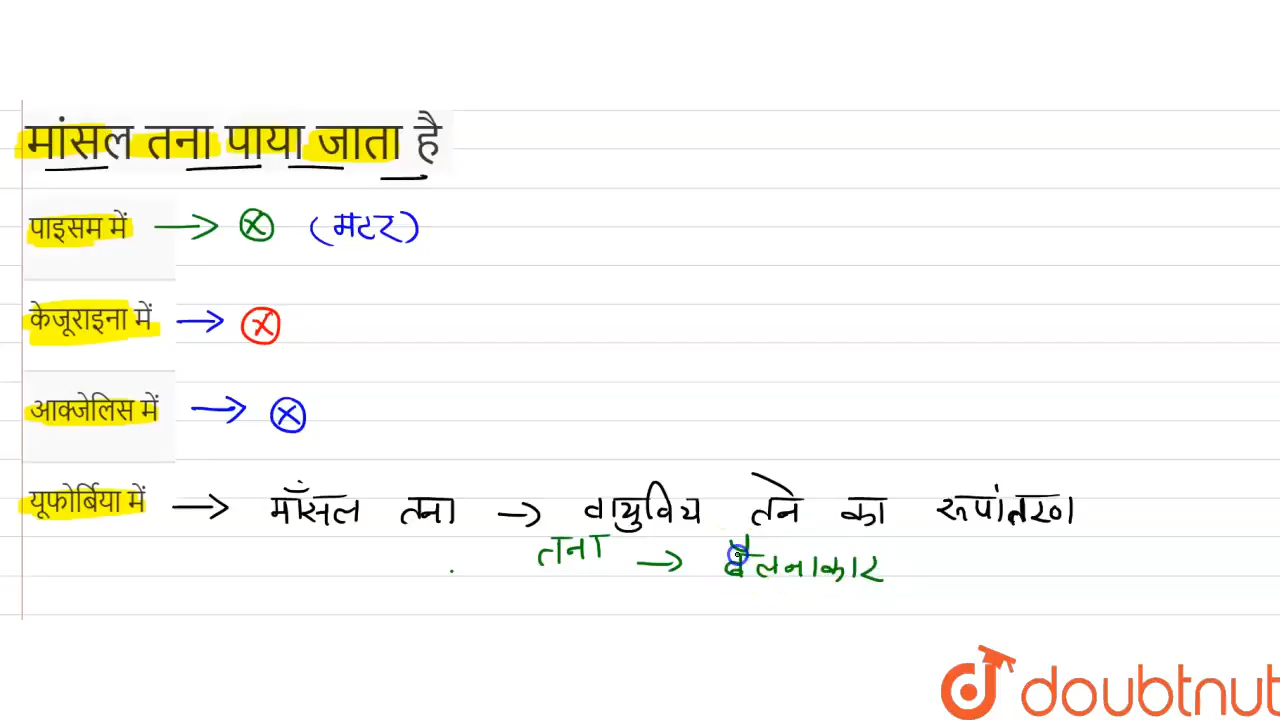 मांसल तना पाया जाता है
पाइसम में → ⓧ (मटर)
केजूराइना में → ⓧ
आक्जेलिस में → ⓧ
यूफोर्बिया में → माँसल तना → वायुविय तने का रूपांतरण
तना → बेलनाकार
doubtnut